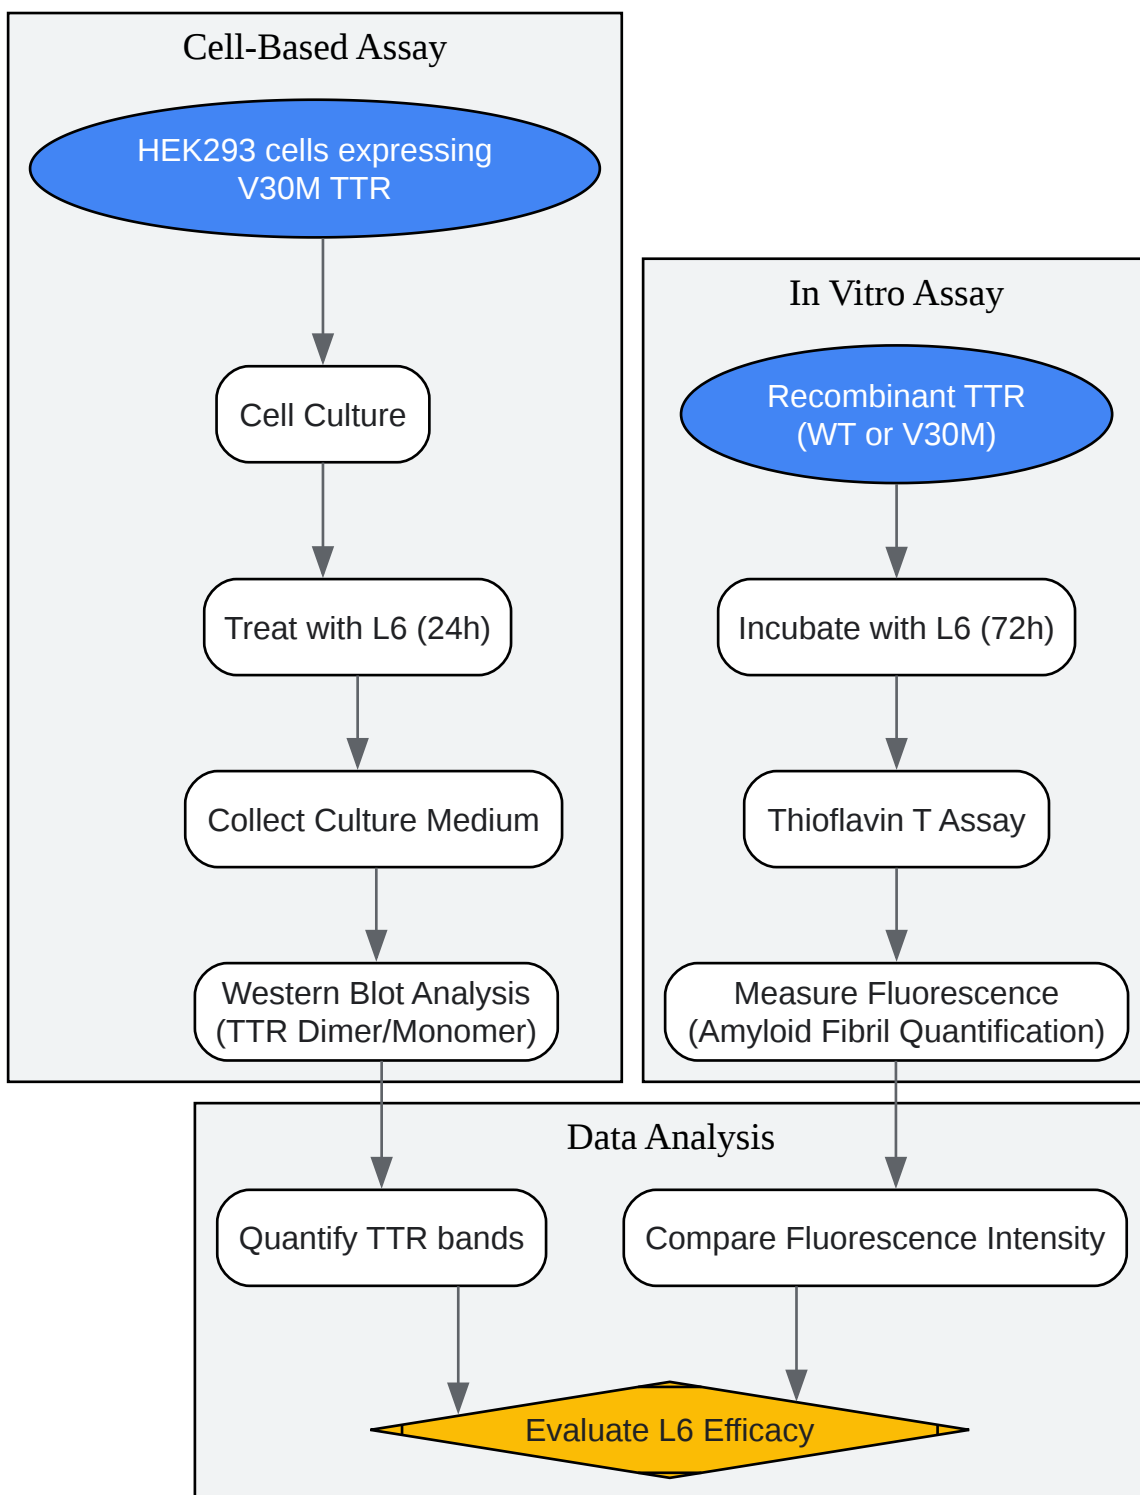 Cell-Based Assay
HEK293 cells expressing
V30M TTR
Cell Culture
Treat with L6 (24h)
Collect Culture Medium
Western Blot Analysis
(TTR Dimer/Monomer)
In Vitro Assay
Recombinant TTR
(WT or V30M)
Incubate with L6 (72h)
Thioflavin T Assay
Measure Fluorescence
(Amyloid Fibril Quantification)
Data Analysis
Quantify TTR bands
Compare Fluorescence Intensity
Evaluate L6 Efficacy